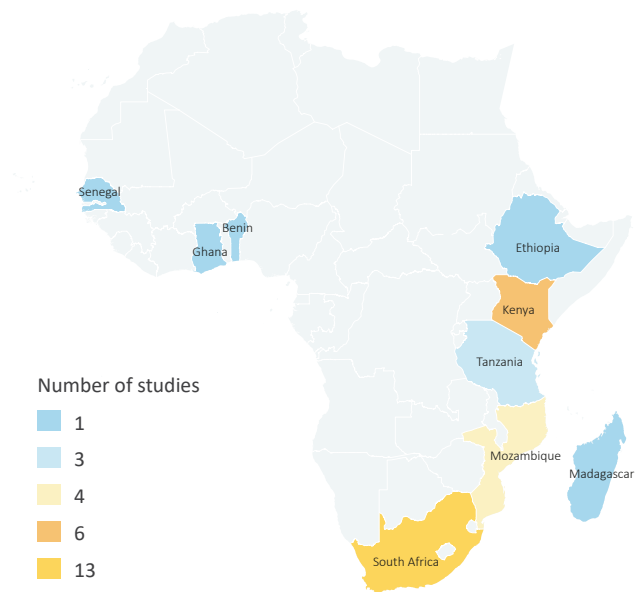 Senegal
Benin
Ghana
Ethiopia
Kenya
Tanzania
Mozambique
Madagascar
South Africa
Number of studies
1
3
4
6
13